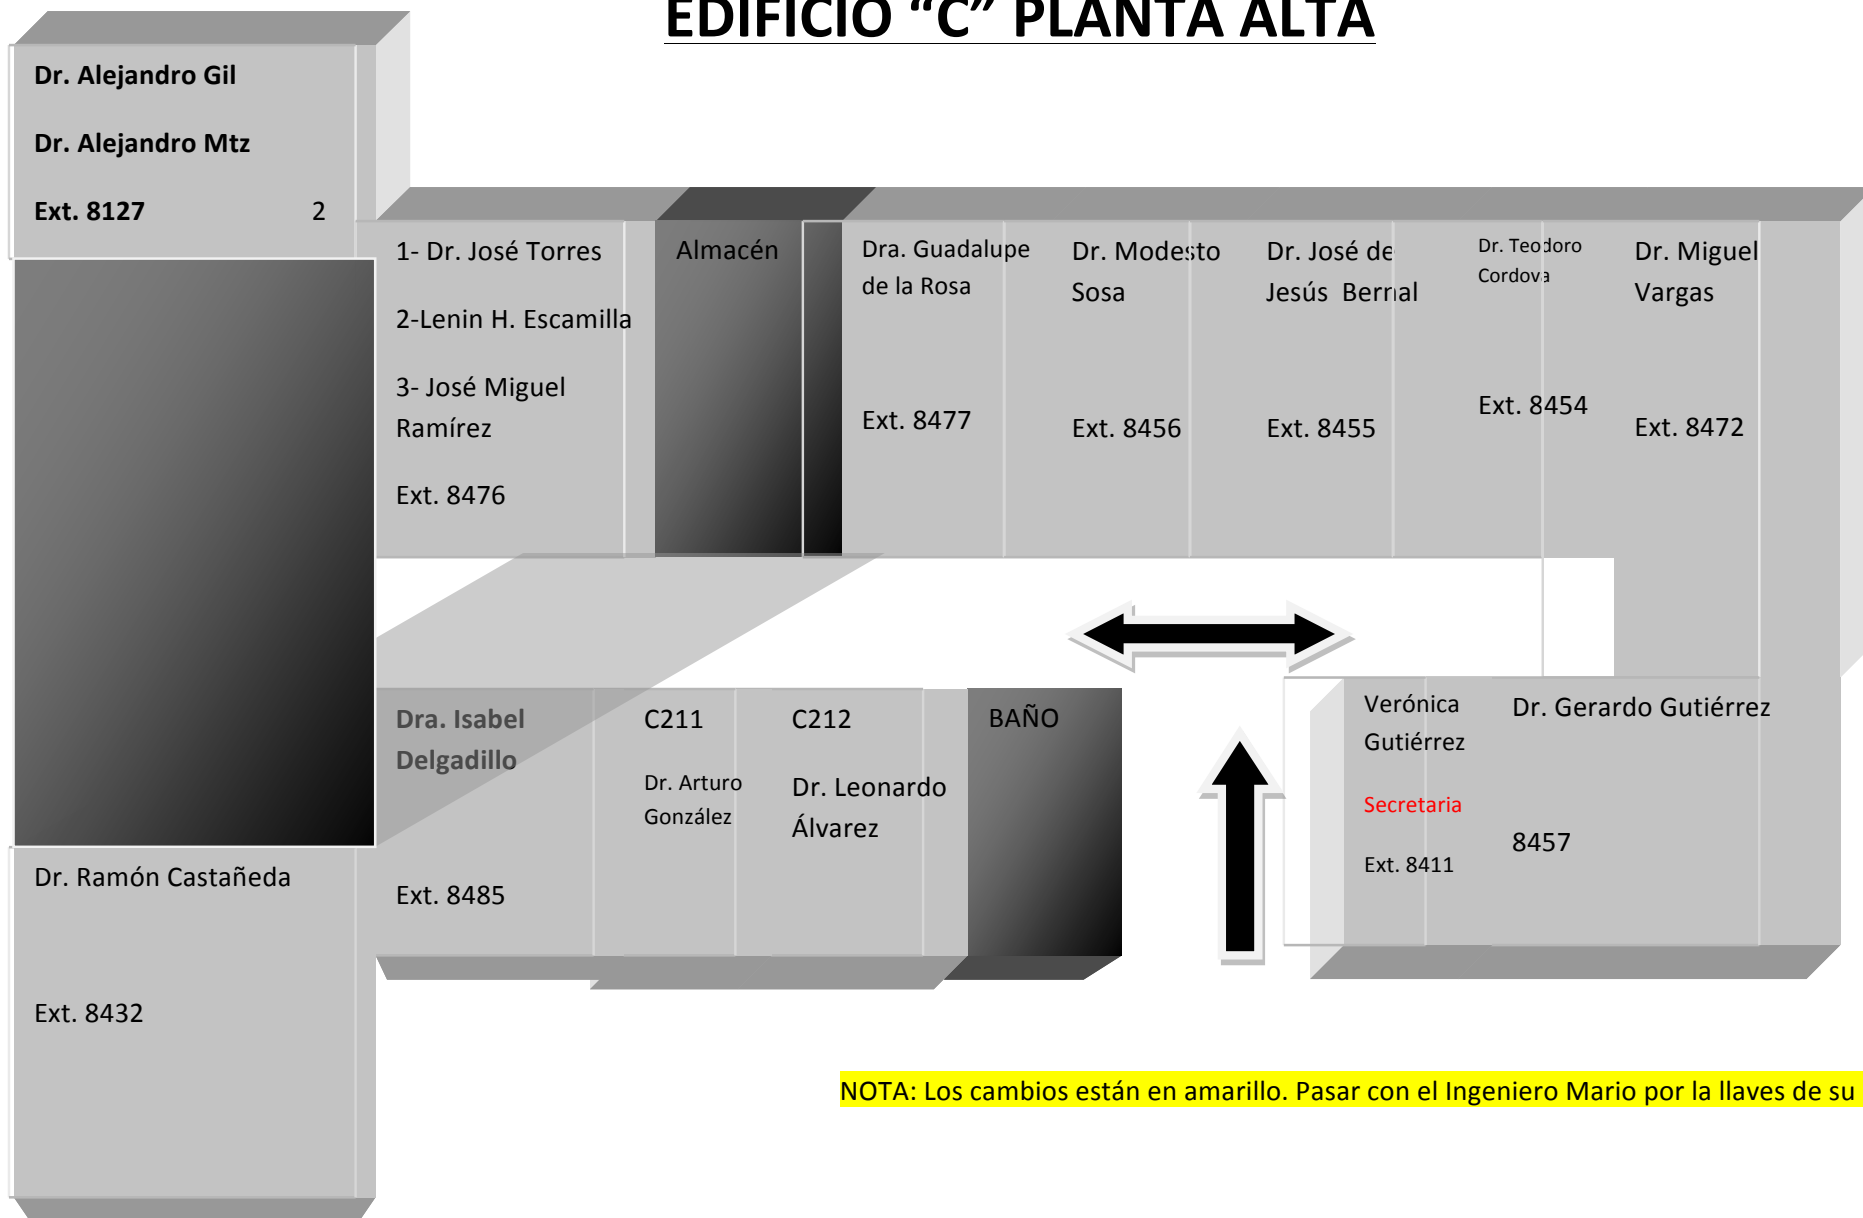 EDIFICIO “C” PLANTA ALTA
Dr. Alejandro Gil
Dr. Alejandro Mtz
Ext. 8127 2
1- Dr. José Torres
2-Lenin H. Escamilla
3- José Miguel
Ramírez
Ext. 8476
Almacén
Dra. Guadalupe
de la Rosa
Ext. 8477
Dr. Modesto
Sosa
Ext. 8456
Dr. José de
Jesús Bernal
Ext. 8455
Dr. Teodoro
Cordova
Ext. 8454
Dr. Miguel
Vargas
Ext. 8472
Dra. Isabel
Delgadillo
Ext. 8485
C211
Dr. Arturo
González
C212
Dr. Leonardo
Álvarez
BAÑO
Verónica
Gutiérrez
Secretaria
Ext. 8411
Dr. Gerardo Gutiérrez
8457
Dr. Ramón Castañeda
Ext. 8432
NOTA: Los cambios están en amarillo. Pasar con el Ingeniero Mario por la llaves de su